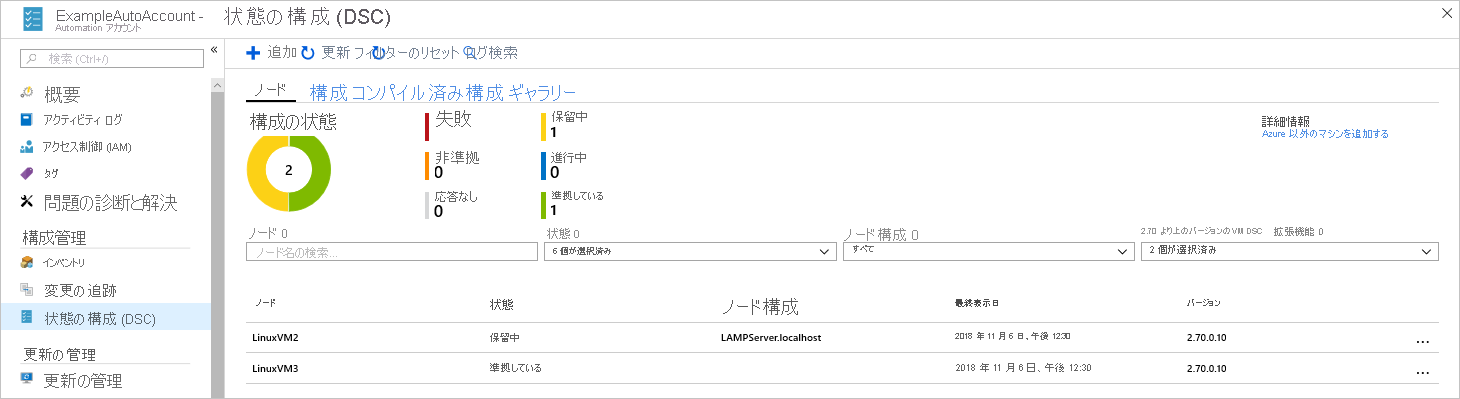 ExampleAutoAccount -
Automation アカウント
状態の構成 (DSC)
検索 (Ctrl+/)
«
概要
アクティビティ ログ
アクセス制御 (IAM)
タグ
問題の診断と解決
構成管理
インベントリ
変更の追跡
状態の構成 (DSC)
更新の管理
更新の管理
追加 更新 フィルターのリセット ログ検索
ノード 構成 コンパイル 済み 構成 ギャラリー
構成の状態
2
失敗
保留中
1
非準拠
0
進行中
0
応答なし
0
準拠している
1
詳細情報
Azure 以外のマシンを追加する
ノード 0
ノード名の検索...
状態 0
6 個が選択済み
ノード構成 0
すべて
2.70 より上のバージョンの VM DSC 拡張機能 0
2 個が選択済み
ノード 状態 ノード構成 最終表示日 バージョン
LinuxVM2 保留中 LAMPServer.localhost 2018 年 11 月 6 日、午後 12:30 2.70.0.10 ...
LinuxVM3 準拠している 2018 年 11 月 6 日、午後 12:30 2.70.0.10 ...